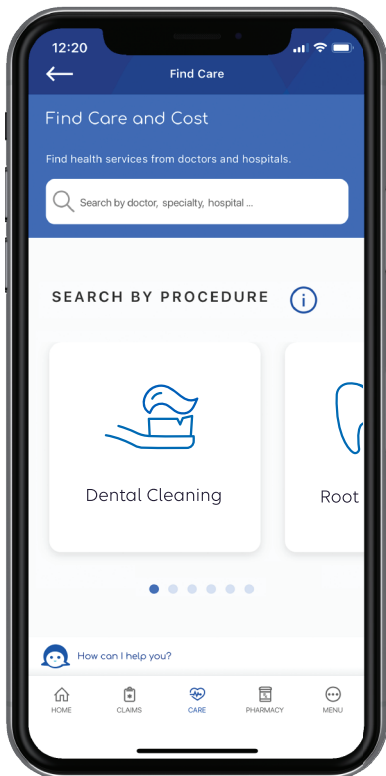 12:20
Find Care
Find Care and Cost
Find health services from doctors and hospitals.
Search by doctor, specialty, hospital ...
SEARCH BY PROCEDURE
Dental Cleaning
Root
How can I help you?
HOME
CLAIMS
CARE
PHARMACY
MENU